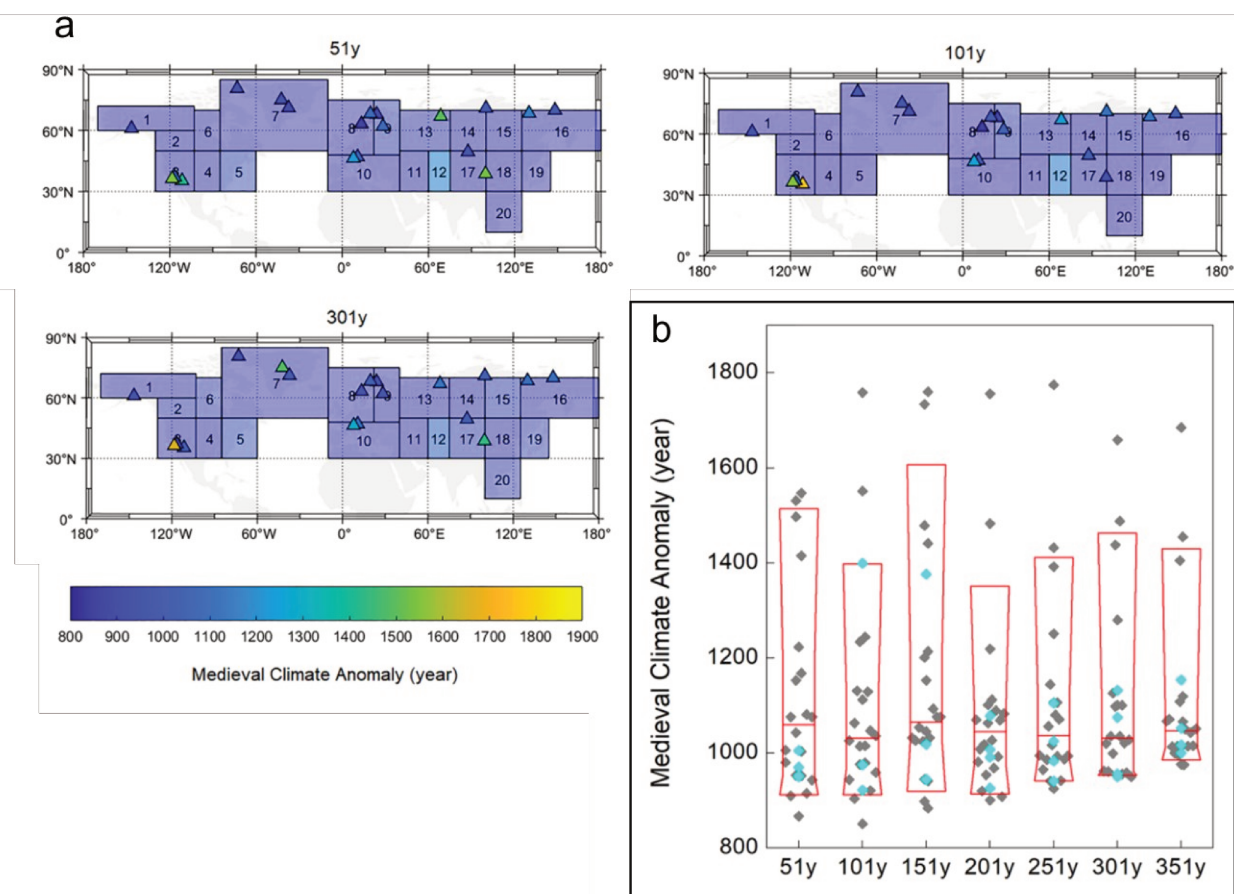 a
51y
90°N
60°N
30°N
0°
180° 120°W 60°W 0° 60°E 120°E 180°
1 2 3 4 5 6 7 8 9 10 11 12 13 14 15 16 17 18 19 20
101y
90°N
60°N
30°N
0°
180° 120°W 60°W 0° 60°E 120°E 180°
1 2 3 4 5 6 7 8 9 10 11 12 13 14 15 16 17 18 19 20
301y
90°N
60°N
30°N
0°
180° 120°W 60°W 0° 60°E 120°E 180°
1 2 3 4 5 6 7 8 9 10 11 12 13 14 15 16 17 18 19 20
800 900 1000 1100 1200 1300 1400 1500 1600 1700 1800 1900
Medieval Climate Anomaly (year)
b
Medieval Climate Anomaly (year)
1800
1600
1400
1200
1000
800
51y 101y 151y 201y 251y 301y 351y